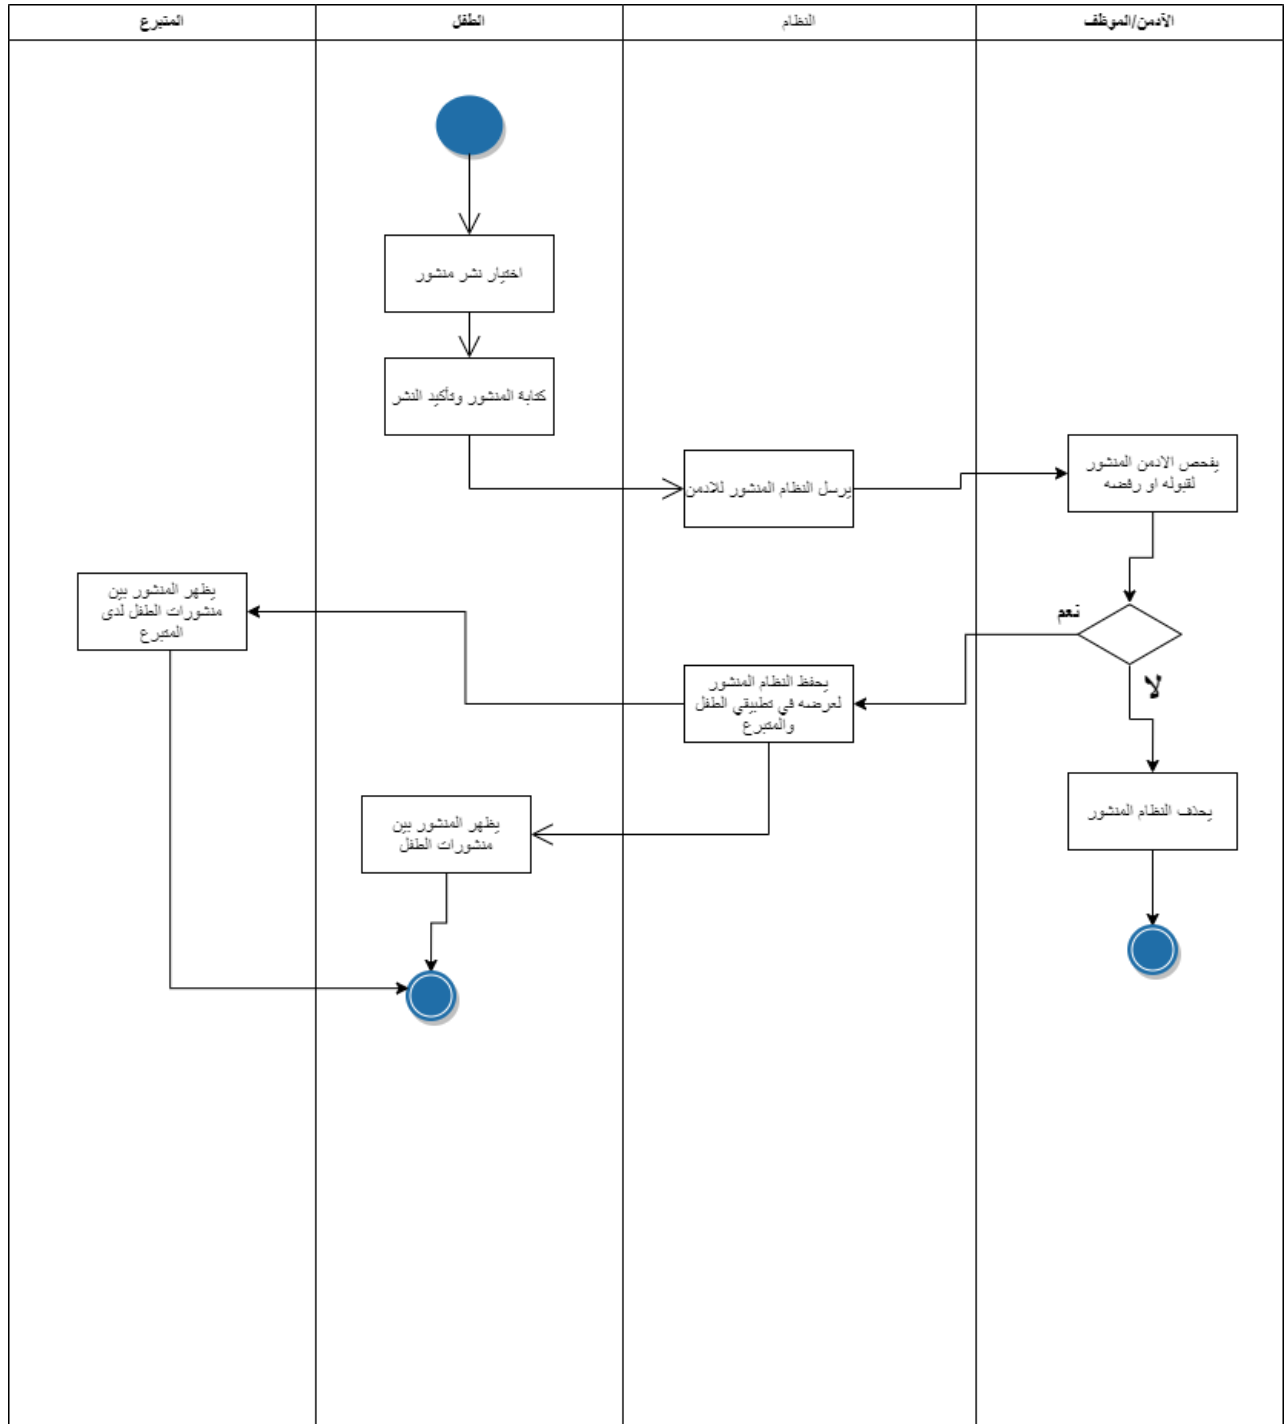 الآدمن/الموظف
النظام
الطفل
المتبرع
اختيار نشر منشور
كتابة المنشور وتأكيد النشر
يرسل النظام المنشور للادمن
يفحص الادمن المنشور
لقبوله او رفضه
نعم
لا
يظهر المنشور بين
منشورات الطفل لدى
المتبرع
يحفظ النظام المنشور
لعرضه في تطبيقي الطفل
والمتبرع
يحذف النظام المنشور
يظهر المنشور بين
منشورات الطفل